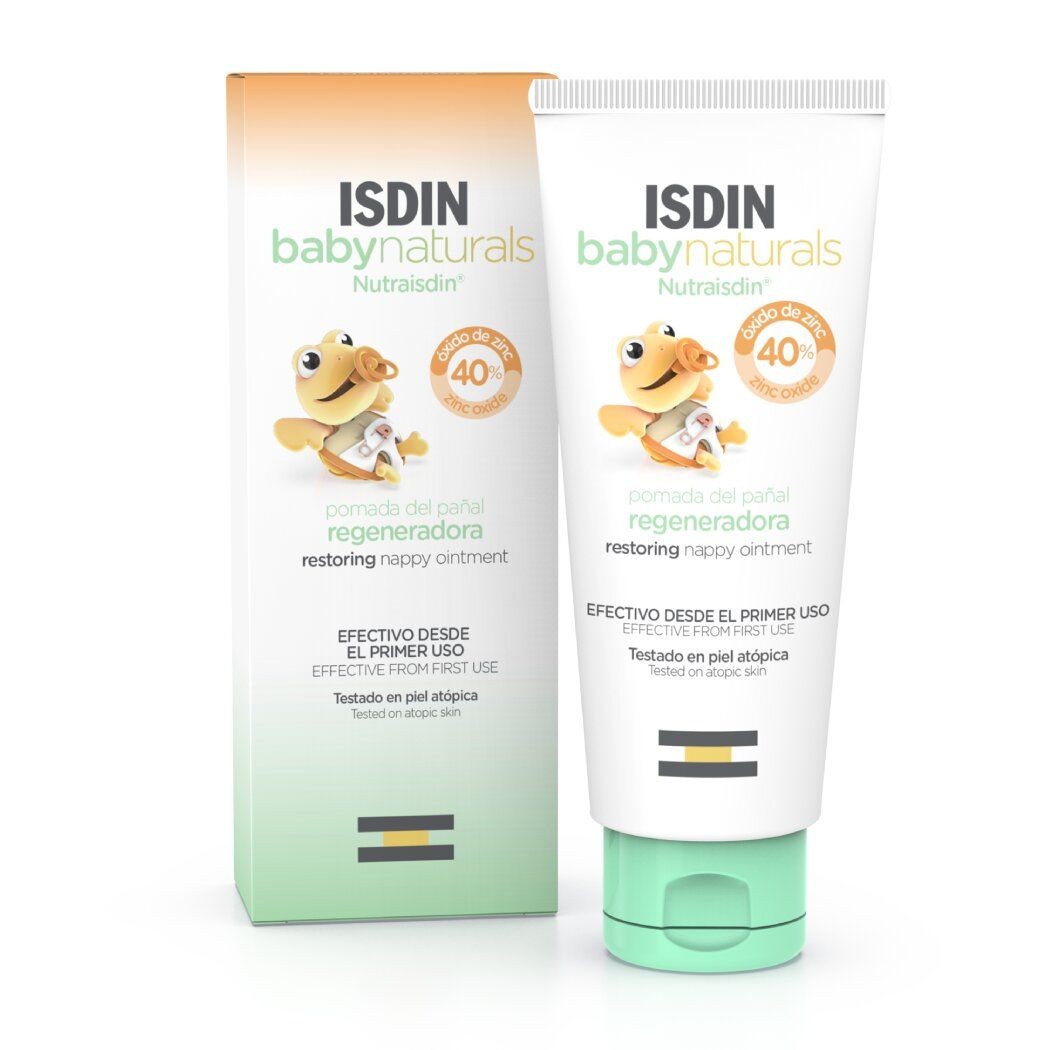 ISDIN
babynaturals
Nutraisdin®
óxido de zinc
40%
zinc oxide
pomada del pañal
regeneradora
restoring nappy ointment
EFECTIVO DESDE
EL PRIMER USO
EFFECTIVE FROM FIRST USE
Testado en piel atópica
Tested on atopic skin
ISDIN
babynaturals
Nutraisdin®
óxido de zinc
40%
zinc oxide
pomada del pañal
regeneradora
restoring nappy ointment
EFECTIVO DESDE EL PRIMER USO
EFFECTIVE FROM FIRST USE
Testado en piel atópica
Tested on atopic skin